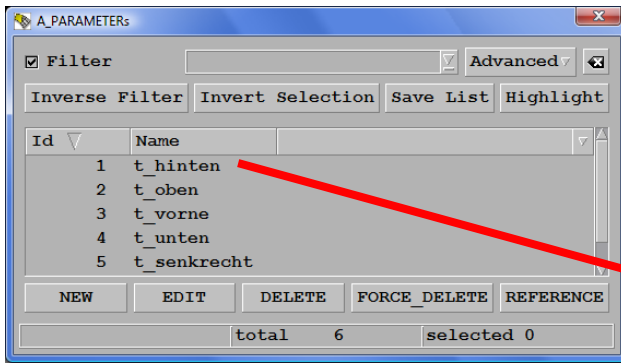 A_PARAMETERs
Filter Advanced
Inverse Filter Invert Selection Save List Highlight
Id Name
1 t_hinten
2 t_oben
3 t_vorne
4 t_unten
5 t_senkrecht
NEW EDIT DELETE FORCE_DELETE REFERENCE
total 6 selected 0